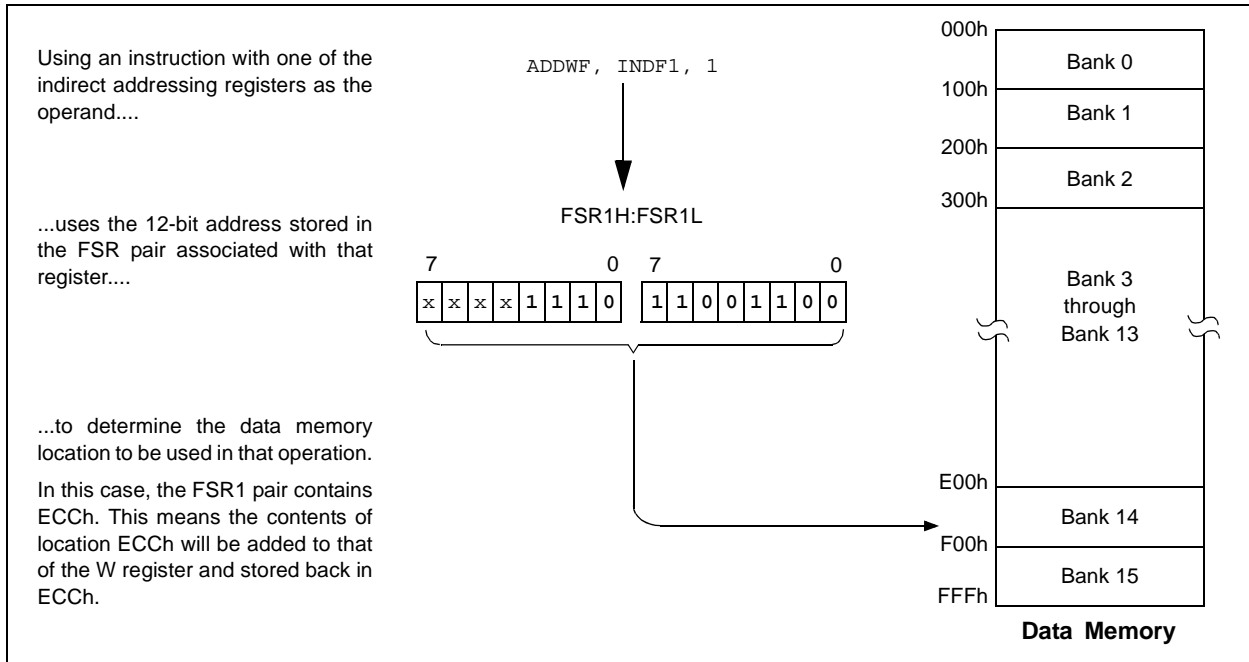 Using an instruction with one of the
indirect addressing registers as the
operand....
ADDWF, INDF1, 1
...uses the 12-bit address stored in
the FSR pair associated with that
register....
FSR1H:FSR1L
7 0 7 0
x x x x 1 1 1 0 1 1 0 0 1 1 0 0
...to determine the data memory
location to be used in that operation.
In this case, the FSR1 pair contains
ECCh. This means the contents of
location ECCh will be added to that
of the W register and stored back in
ECCh.
000h
Bank 0
100h
Bank 1
200h
Bank 2
300h
Bank 3
through
Bank 13
E00h
Bank 14
F00h
Bank 15
FFFh
Data Memory